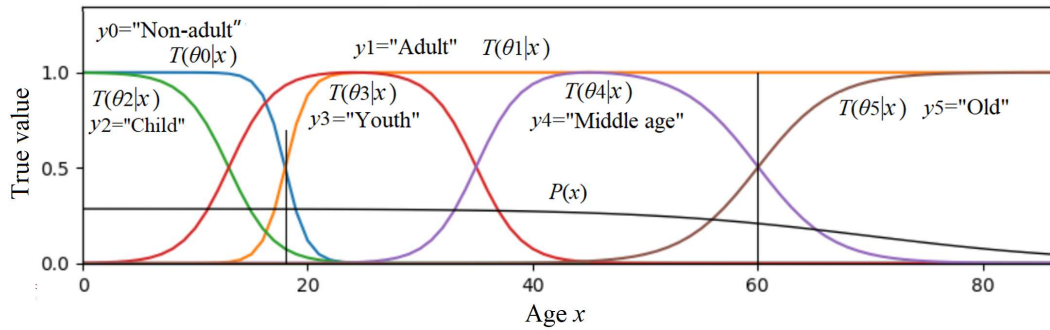 y0="Non-adult"
T(θ0|x)
y1="Adult" T(θ1|x)
1.0
T(θ2|x)
y2="Child"
T(θ3|x)
y3="Youth"
T(θ4|x)
y4="Middle age"
T(θ5|x) y5="Old"
True value
0.5
P(x)
0.0
0 20 40 60 80
Age x